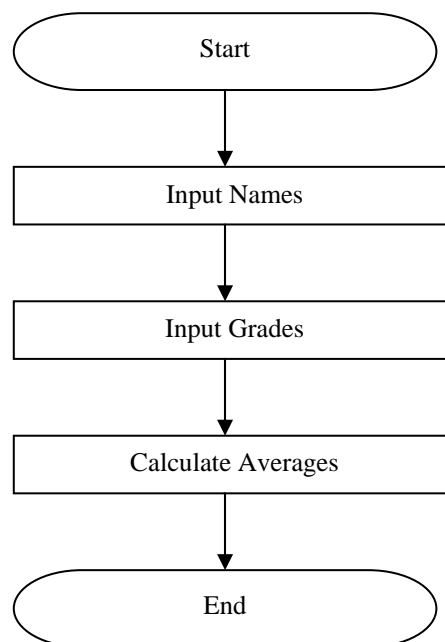 Start
Input Names
Input Grades
Calculate Averages
End